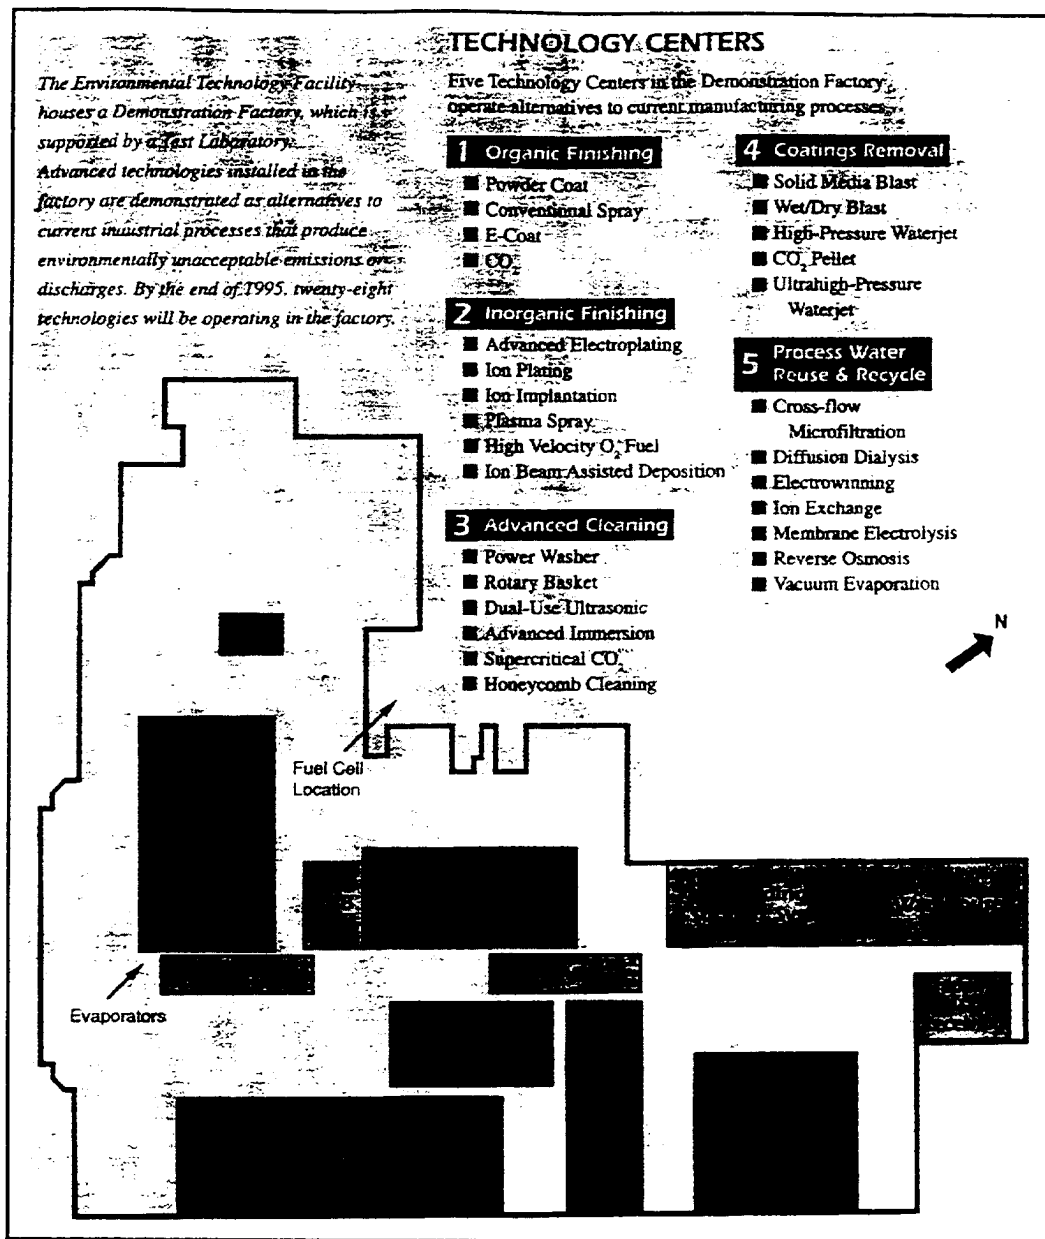 The Environmental Technology Facility
houses a Demonstration Factory, which is
supported by a Test Laboratory.
Advanced technologies installed in the
factory are demonstrated as alternatives to
current industrial processes that produce
environmentally unacceptable emissions or
discharges. By the end of 1995, twenty-eight
technologies will be operating in the factory.
TECHNOLOGY CENTERS
Five Technology Centers in the Demonstration Factory
operate alternatives to current manufacturing processes.
1 Organic Finishing
■ Powder Coat
■ Conventional Spray
■ E-Coat
■ CO₂
2 Inorganic Finishing
■ Advanced Electroplating
■ Ion Plating
■ Ion Implantation
■ Plasma Spray
■ High Velocity O₂ Fuel
■ Ion Beam Assisted Deposition
3 Advanced Cleaning
■ Power Washer
■ Rotary Basket
■ Dual-Use Ultrasonic
■ Advanced Immersion
■ Supercritical CO₂
■ Honeycomb Cleaning
4 Coatings Removal
■ Solid Media Blast
■ Wet/Dry Blast
■ High-Pressure Waterjet
■ CO₂ Pellet
■ Ultrahigh-Pressure
Waterjet
5 Process Water
Reuse & Recycle
■ Cross-flow
Microfiltration
■ Diffusion Dialysis
■ Electrowinning
■ Ion Exchange
■ Membrane Electrolysis
■ Reverse Osmosis
■ Vacuum Evaporation
N
Fuel Cell
Location
Evaporators